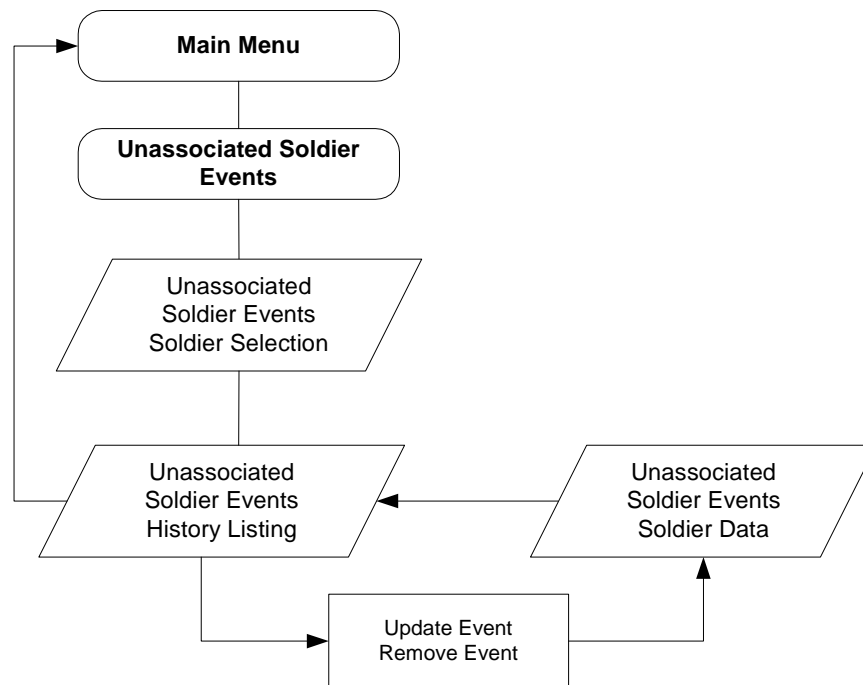 Main Menu
Unassociated Soldier
Events
Unassociated
Soldier Events
Soldier Selection
Unassociated
Soldier Events
History Listing
Unassociated
Soldier Events
Soldier Data
Update Event
Remove Event